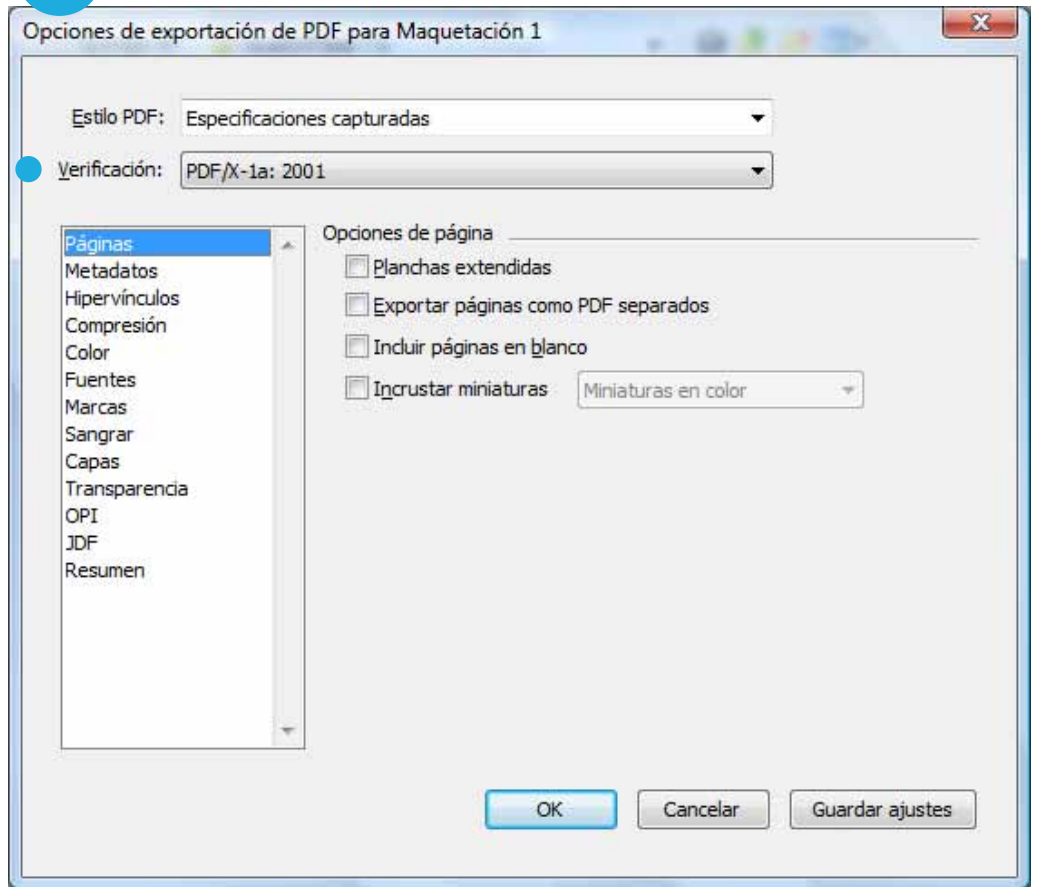 Opciones de exportación de PDF para Maquetación 1
X
Estilo PDF: Especificaciones capturadas
Verificación: PDF/X-1a: 2001
Páginas
Metadatos
Hipervínculos
Compresión
Color
Fuentes
Marcas
Sangrar
Capas
Transparencia
OPI
JDF
Resumen
Opciones de página
Planchas extendidas
Exportar páginas como PDF separados
Incluir páginas en blanco
Incrustar miniaturas Miniaturas en color
OK Cancelar Guardar ajustes